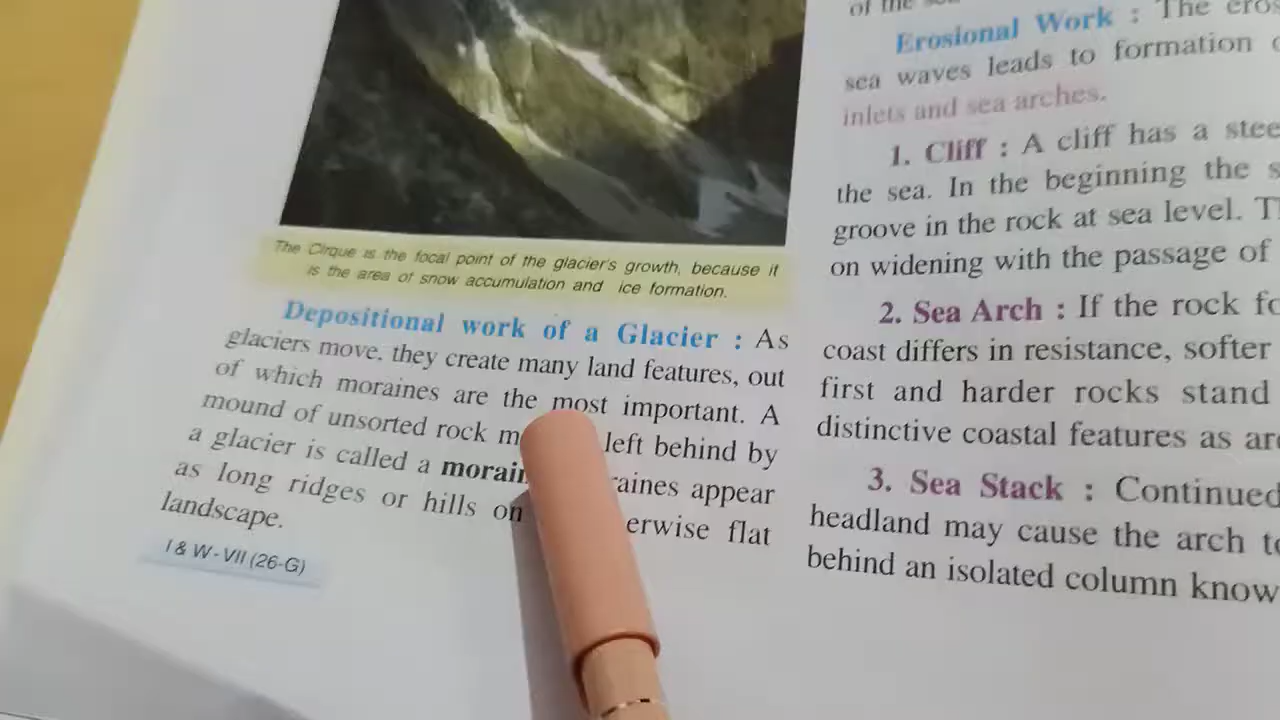 The Cirque is the focal point of the glacier's growth, because it
is the area of snow accumulation and ice formation.
Depositional work of a Glacier : As
glaciers move, they create many land features, out
of which moraines are the most important. A
mound of unsorted rock left behind by
a glacier is called a appear
as long ridges or hills on flat
landscape.
I & W - VII (26-G)
of the
Erosional Work : The
sea waves leads to formation
inlets and sea arches.
1. Cliff : A cliff has a
the sea. In the beginning the
groove in the rock at sea level.
on widening with the passage of
2. Sea Arch : If the rock
coast differs in resistance, softer
first and harder rocks stand
distinctive coastal features as
3. Sea Stack : Continued
headland may cause the arch
behind an isolated column